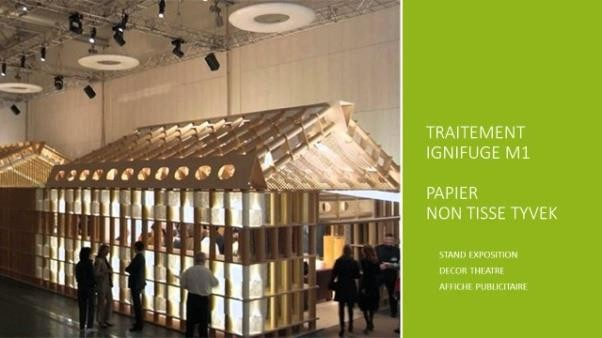 TRAITEMENT
IGNIFUGE M1
PAPIER
NON TISSE TYVEK
STAND EXPOSITION
DECOR THEATRE
AFFICHE PUBLICITAIRE